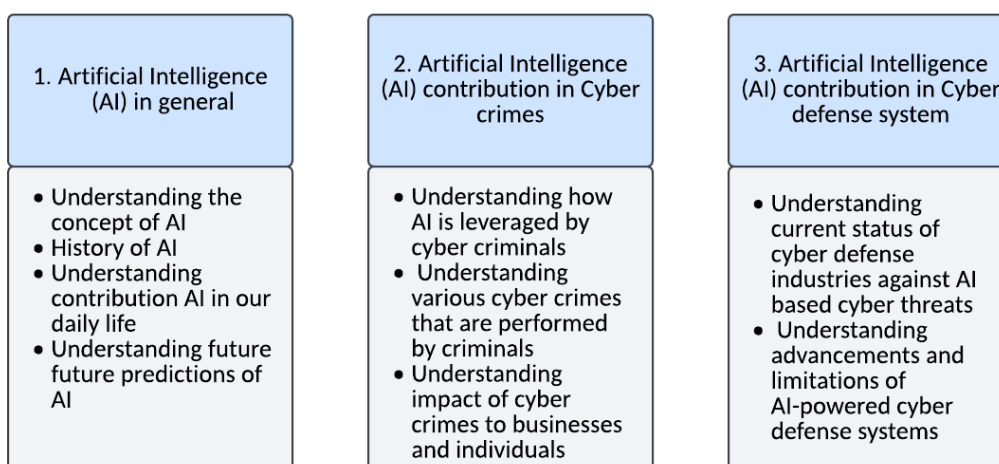 1. Artificial Intelligence
(AI) in general
• Understanding the
concept of AI
• History of AI
• Understanding
contribution AI in our
daily life
• Understanding future
future predictions of
AI
2. Artificial Intelligence
(AI) contribution in Cyber
crimes
• Understanding how
AI is leveraged by
cyber criminals
• Understanding
various cyber crimes
that are performed
by criminals
• Understanding
impact of cyber
crimes to businesses
and individuals
3. Artificial Intelligence
(AI) contribution in Cyber
defense system
• Understanding
current status of
cyber defense
industries against AI
based cyber threats
• Understanding
advancements and
limitations of
AI-powered cyber
defense systems